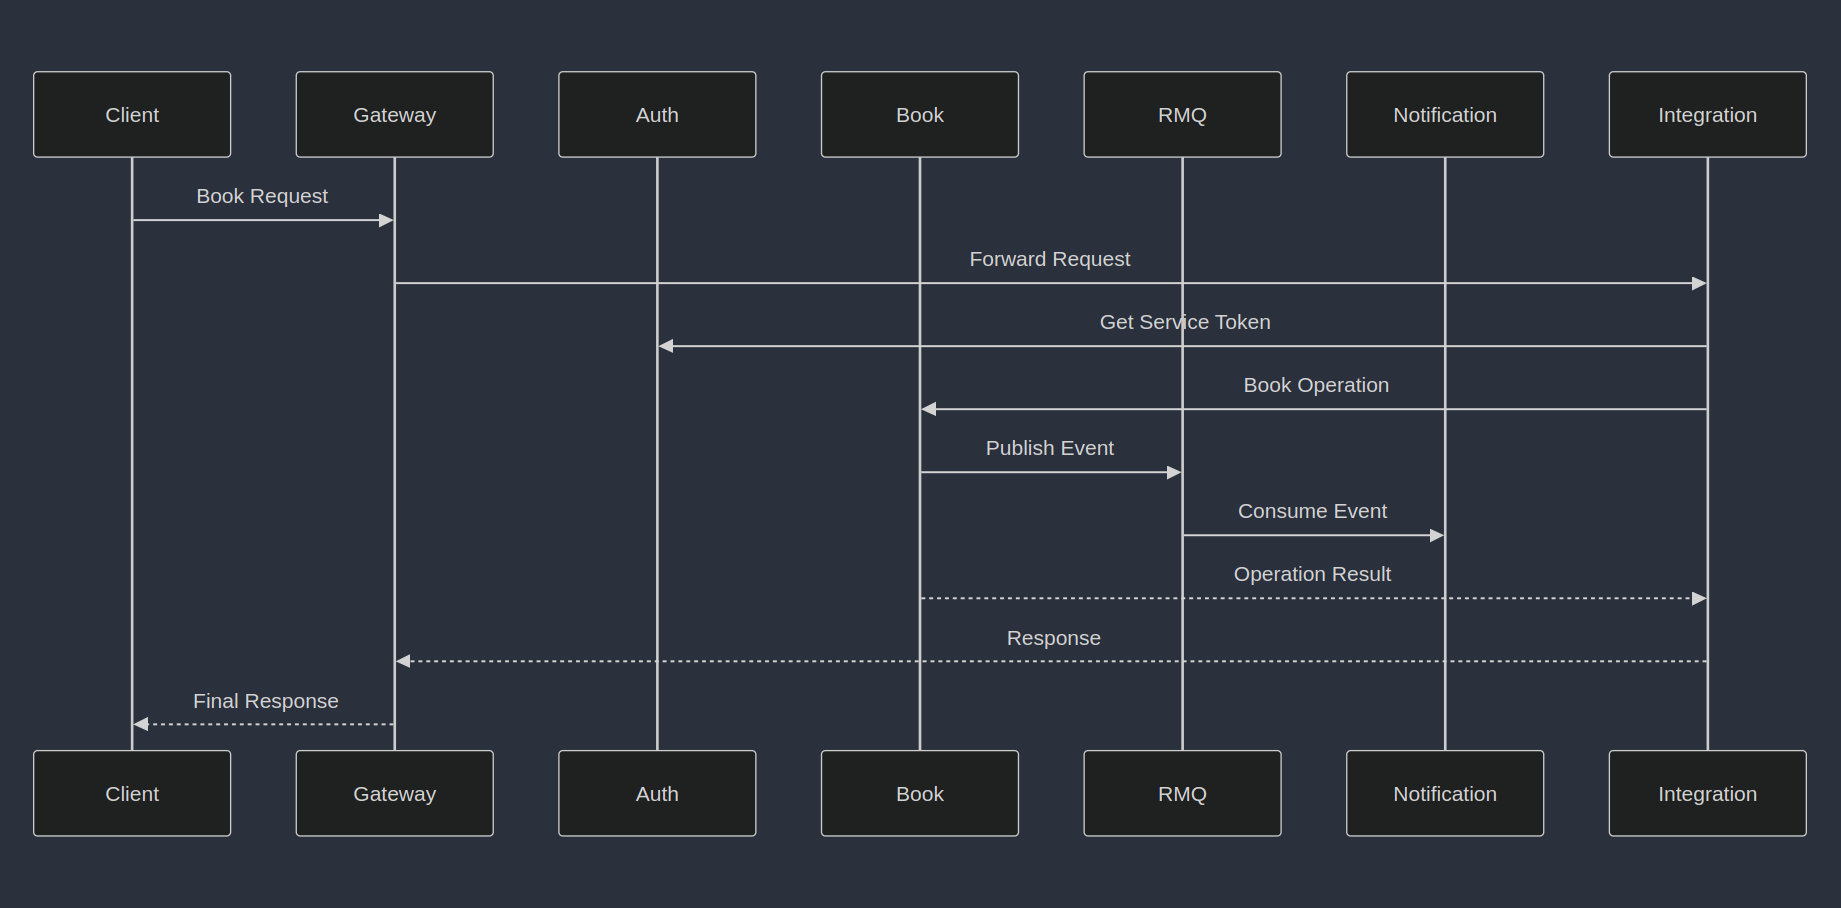 Client
Gateway
Auth
Book
RMQ
Notification
Integration
Book Request
Forward Request
Get Service Token
Book Operation
Publish Event
Consume Event
Operation Result
Response
Final Response
Client
Gateway
Auth
Book
RMQ
Notification
Integration